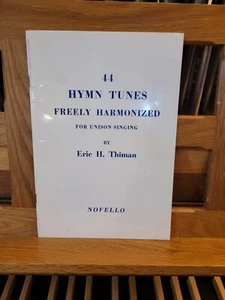 44
HYMN TUNES
FREELY HARMONIZED
FOR UNISON SINGING
BY
Eric H. Thiman
NOVELLO